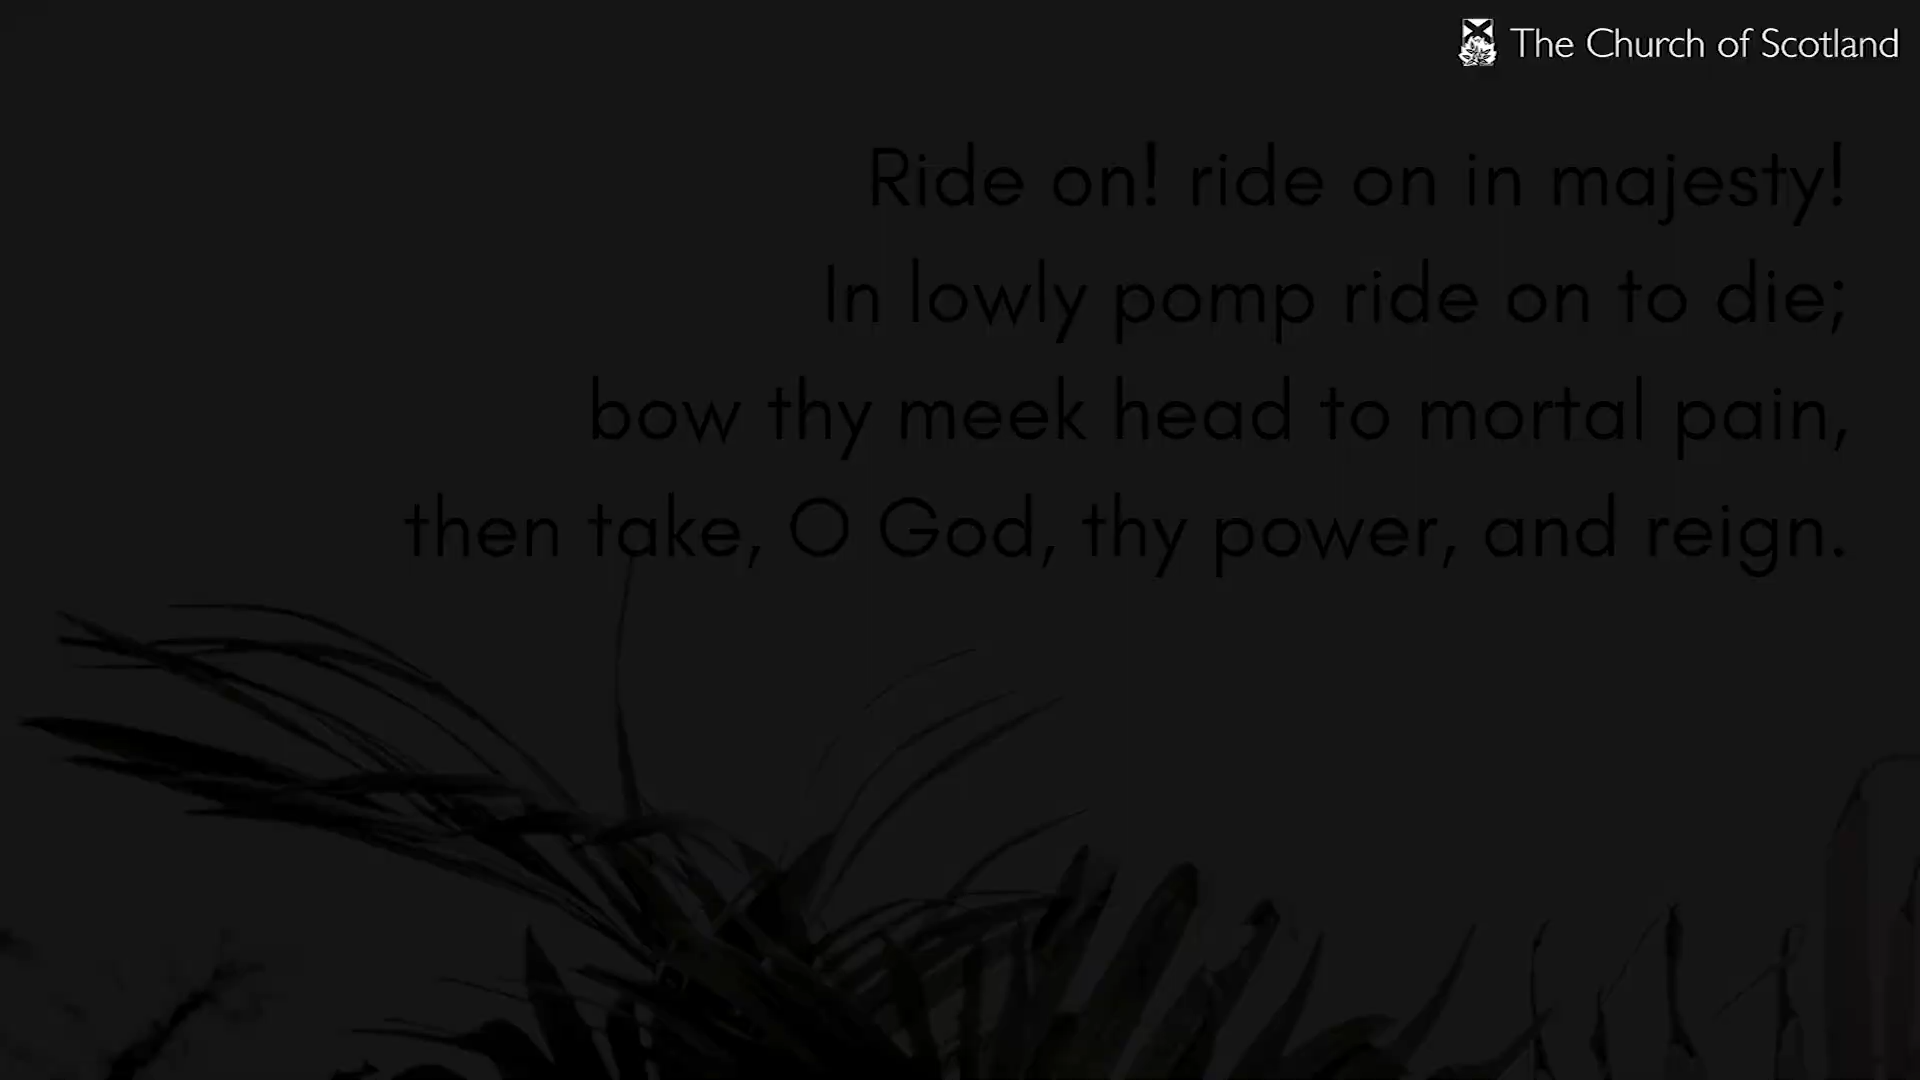 The Church of Scotland
Ride on! ride on in majesty!
In lowly pomp ride on to die;
bow thy meek head to mortal pain,
then take, O God, thy power, and reign.